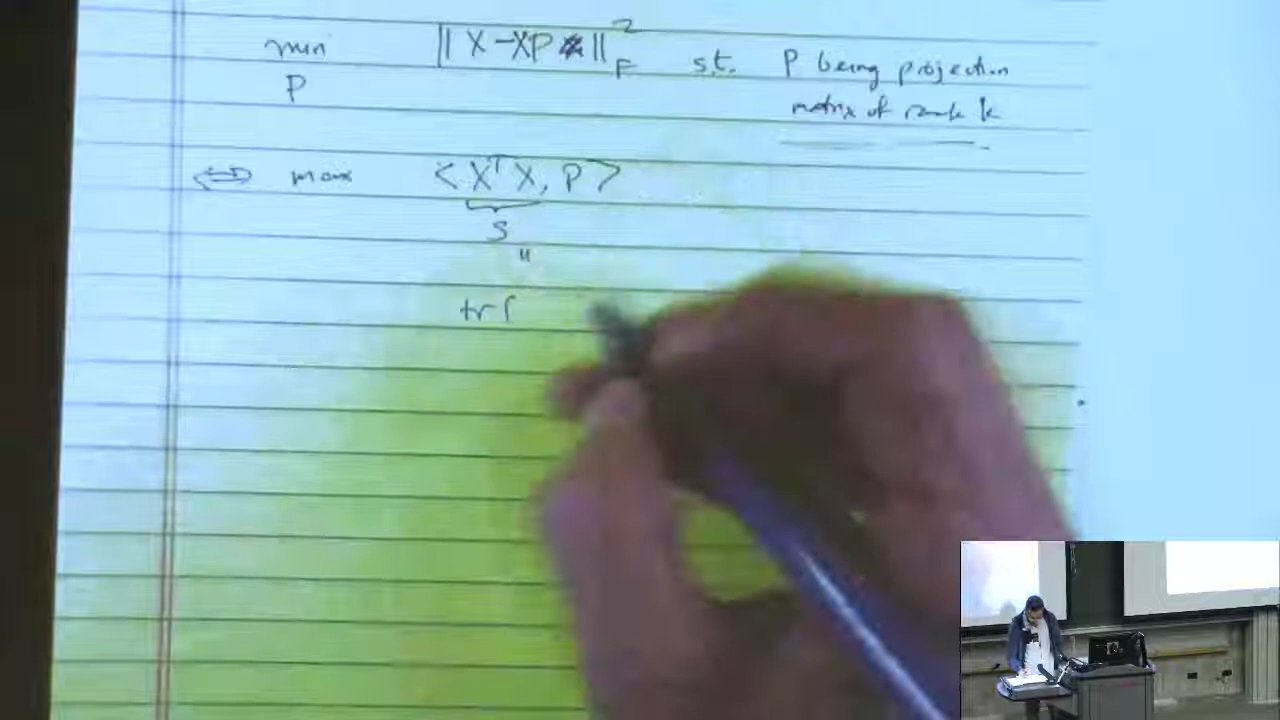 min ‖ X - XP ‖²_F s.t. P being projection
P matrix of rank k
⇔ max < XᵀX, P >
S
"
tr (